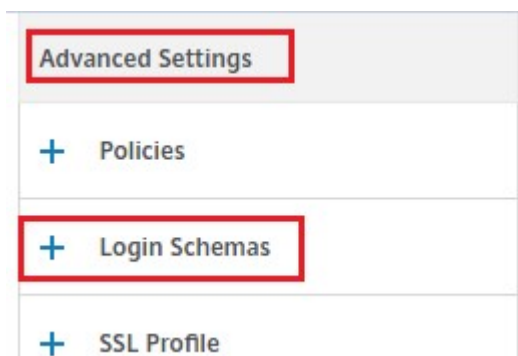 Advanced Settings
+ Policies
+ Login Schemas
+ SSL Profile